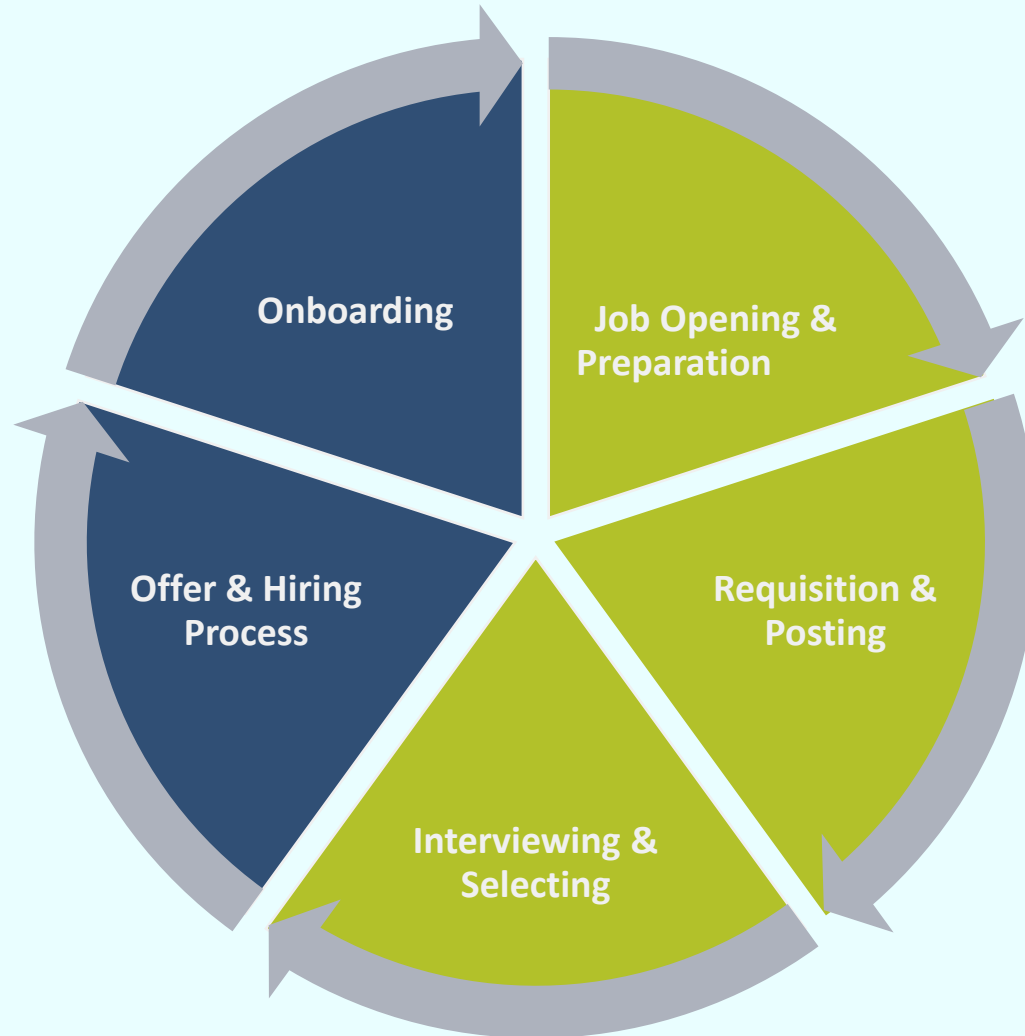 Onboarding
Job Opening &
Preparation
Requisition &
Posting
Interviewing &
Selecting
Offer & Hiring
Process